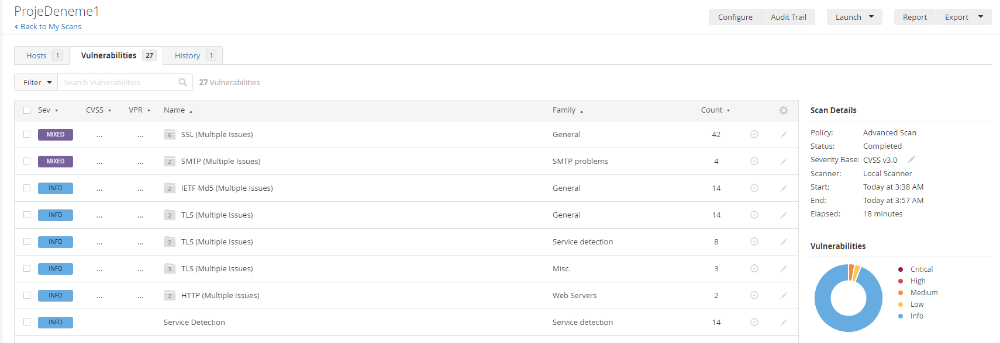 ProjeDeneme1
Back to My Scans
Configure Audit Trail Launch Report Export
Hosts 1 Vulnerabilities 27 History 1
Filter Search Vulnerabilities 27 Vulnerabilities
Sev CVSS VPR Name Family Count
MIXED ... ... 6 SSL (Multiple Issues) General 42
MIXED ... ... 2 SMTP (Multiple Issues) SMTP problems 4
INFO ... ... 2 IETF Md5 (Multiple Issues) General 14
INFO ... ... 2 TLS (Multiple Issues) General 14
INFO ... ... 2 TLS (Multiple Issues) Service detection 8
INFO ... ... 3 TLS (Multiple Issues) Misc. 3
INFO ... ... 2 HTTP (Multiple Issues) Web Servers 2
INFO Service Detection Service detection 14
Scan Details
Policy: Advanced Scan
Status: Completed
Severity Base: CVSS v3.0
Scanner: Local Scanner
Start: Today at 3:38 AM
End: Today at 3:57 AM
Elapsed: 18 minutes
Vulnerabilities
Critical
High
Medium
Low
Info